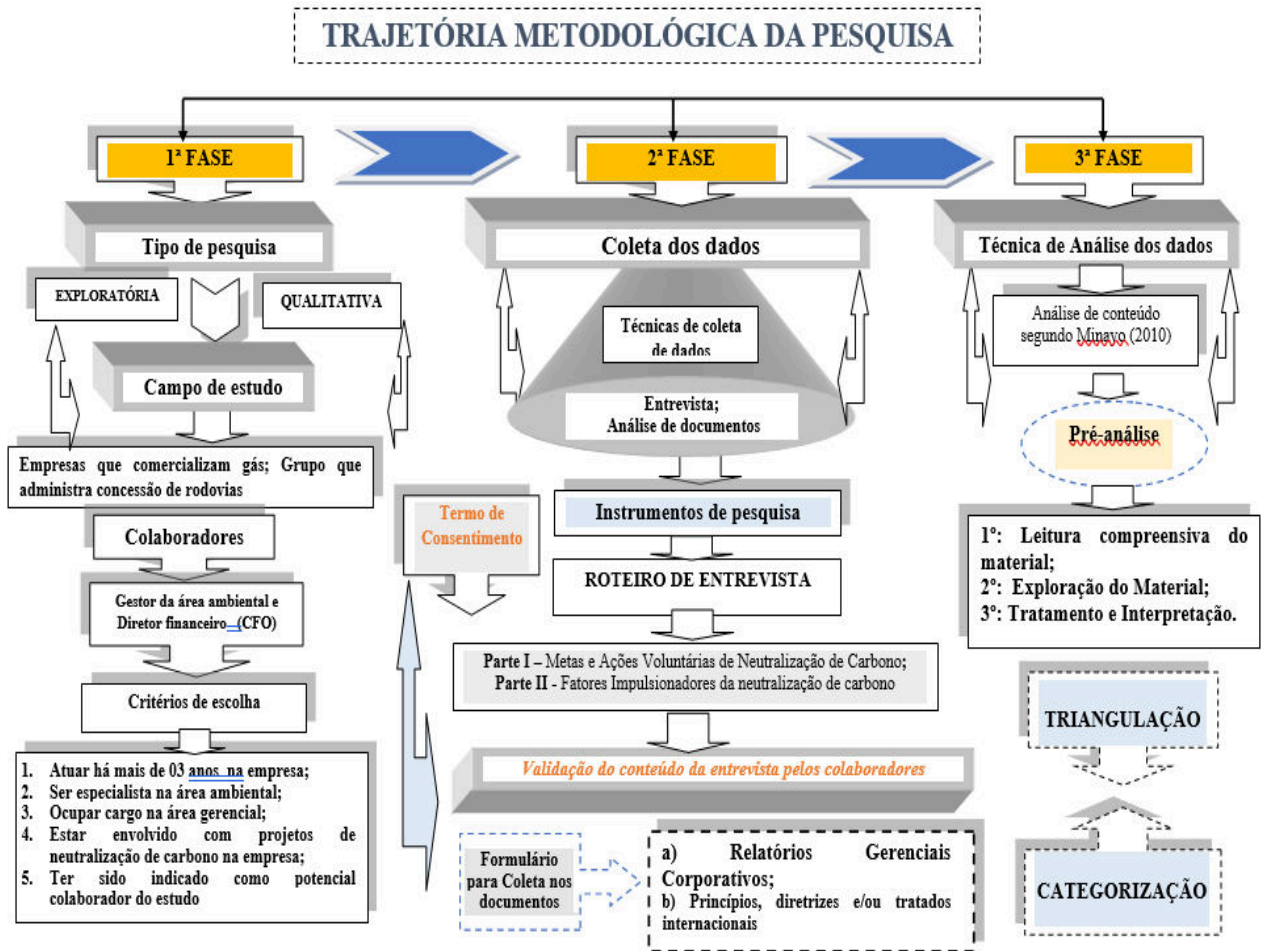 TRAJETÓRIA METODOLÓGICA DA PESQUISA
1ª FASE
Tipo de pesquisa
EXPLORATÓRIA
QUALITATIVA
Campo de estudo
Empresas que comercializam gás; Grupo que
administra concessão de rodovias
Colaboradores
Gestor da área ambiental e
Diretor financeiro (CFO)
Critérios de escolha
1. Atuar há mais de 03 anos na empresa;
2. Ser especialista na área ambiental;
3. Ocupar cargo na área gerencial;
4. Estar envolvido com projetos de
neutralização de carbono na empresa;
5. Ter sido indicado como potencial
colaborador do estudo
2ª FASE
Coleta dos dados
Técnicas de coleta
de dados
Entrevista;
Análise de documentos
Termo de
Consentimento
Instrumentos de pesquisa
ROTEIRO DE ENTREVISTA
Parte I – Metas e Ações Voluntárias de Neutralização de Carbono;
Parte II - Fatores Impulsionadores da neutralização de carbono
Validação do conteúdo da entrevista pelos colaboradores
Formulário
para Coleta nos
documentos
a) Relatórios Gerenciais
Corporativos;
b) Princípios, diretrizes e/ou tratados
internacionais
3ª FASE
Técnica de Análise dos dados
Análise de conteúdo
segundo Minayo (2010)
Pré-análise
1º: Leitura compreensiva do
material;
2º: Exploração do Material;
3º: Tratamento e Interpretação.
TRIANGULAÇÃO
CATEGORIZAÇÃO